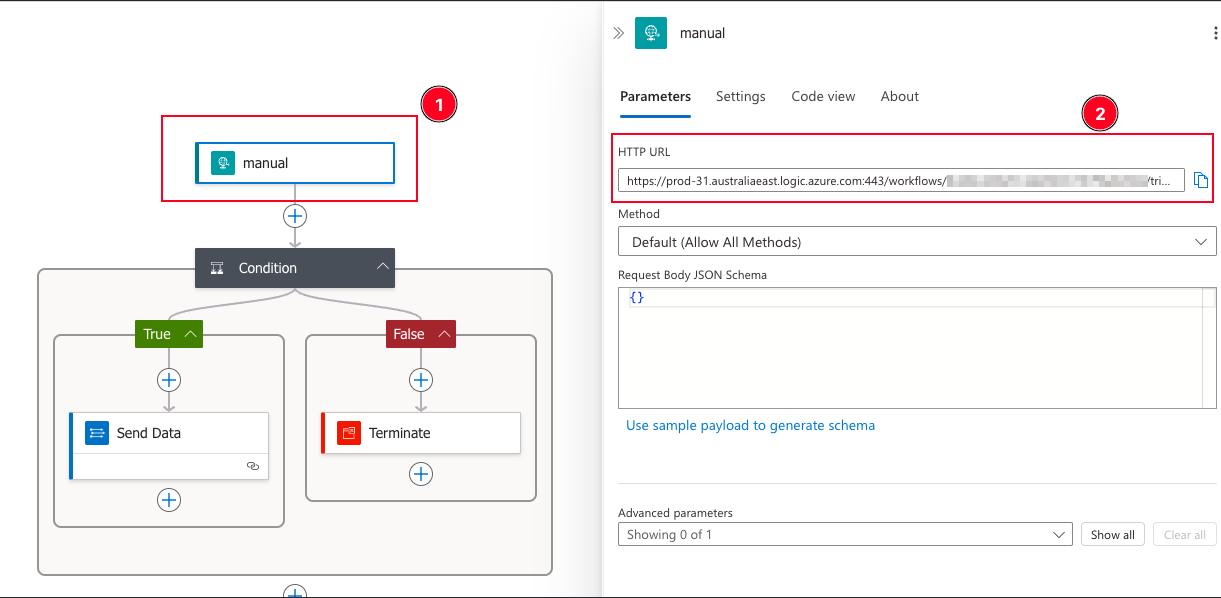 manual
1
manual
Condition
True
False
Send Data
Terminate
manual
Parameters
Settings
Code view
About
2
HTTP URL
https://prod-31.australiaeast.logic.azure.com:443/workflows/ /tri...
Method
Default (Allow All Methods)
Request Body JSON Schema
{}
Use sample payload to generate schema
Advanced parameters
Showing 0 of 1
Show all
Clear all